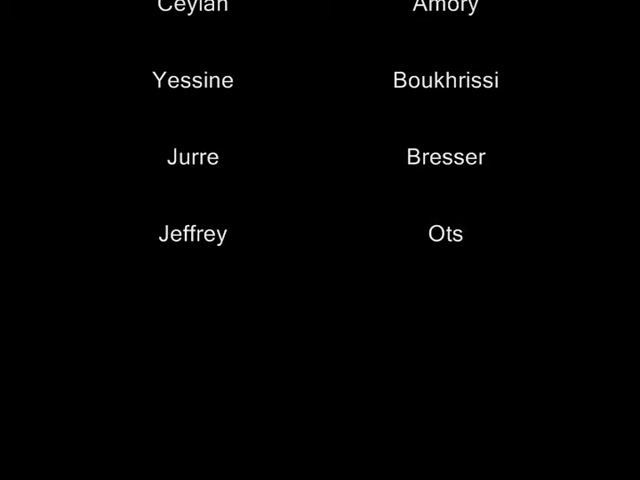 Ceylan Amory
Yessine Boukhrissi
Jurre Bresser
Jeffrey Ots